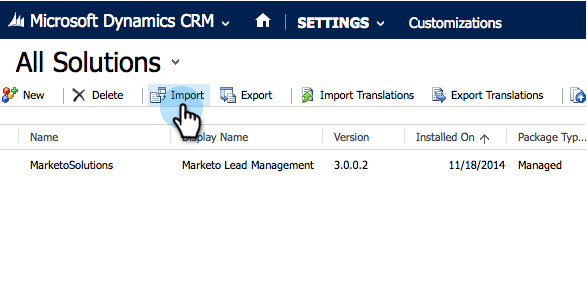 Microsoft Dynamics CRM SETTINGS Customizations
All Solutions
New Delete Import Export Import Translations Export Translations
Name Display Name Version Installed On Package Typ...
MarketoSolutions Marketo Lead Management 3.0.0.2 11/18/2014 Managed